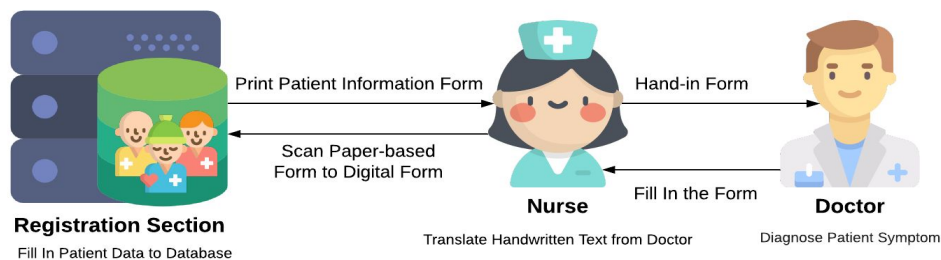 Print Patient Information Form
Hand-in Form
Scan Paper-based
Form to Digital Form
Fill In the Form
Registration Section
Nurse
Doctor
Fill In Patient Data to Database
Translate Handwritten Text from Doctor
Diagnose Patient Symptom